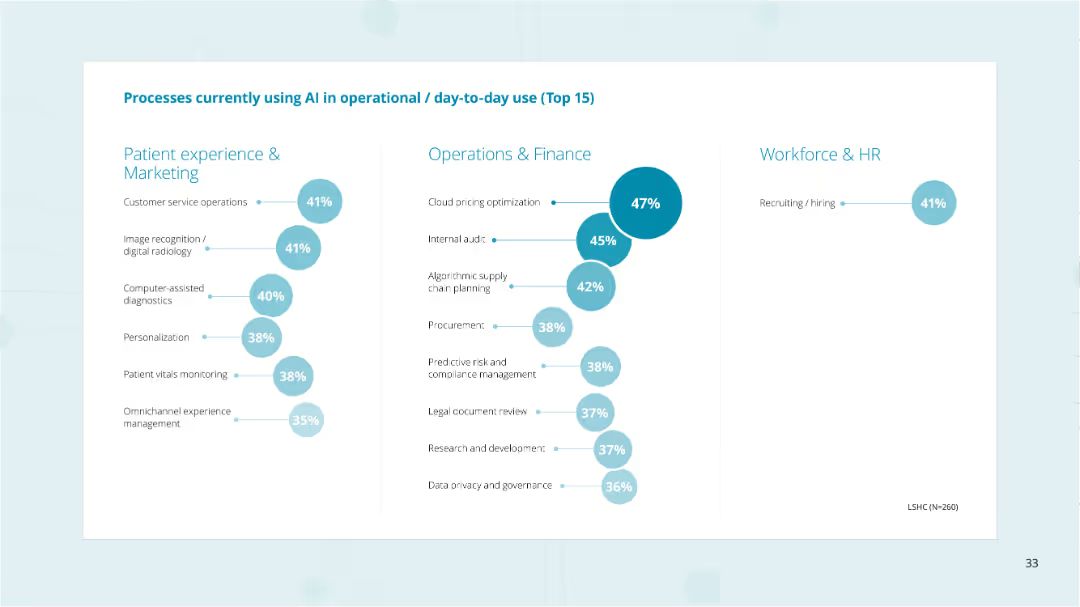 Processes currently using AI in operational / day-to-day use (Top 15)
Patient experience &
Marketing
Customer service operations
41%
Image recognition /
digital radiology
41%
Computer-assisted
diagnostics
40%
Personalization
38%
Patient vitals monitoring
38%
Omnichannel experience
management
35%
Operations & Finance
Cloud pricing optimization
47%
Internal audit
45%
Algorithmic supply
chain planning
42%
Procurement
38%
Predictive risk and
compliance management
38%
Legal document review
37%
Research and development
37%
Data privacy and governance
36%
Workforce & HR
Recruiting / hiring
41%
LSHC (N=260)
33